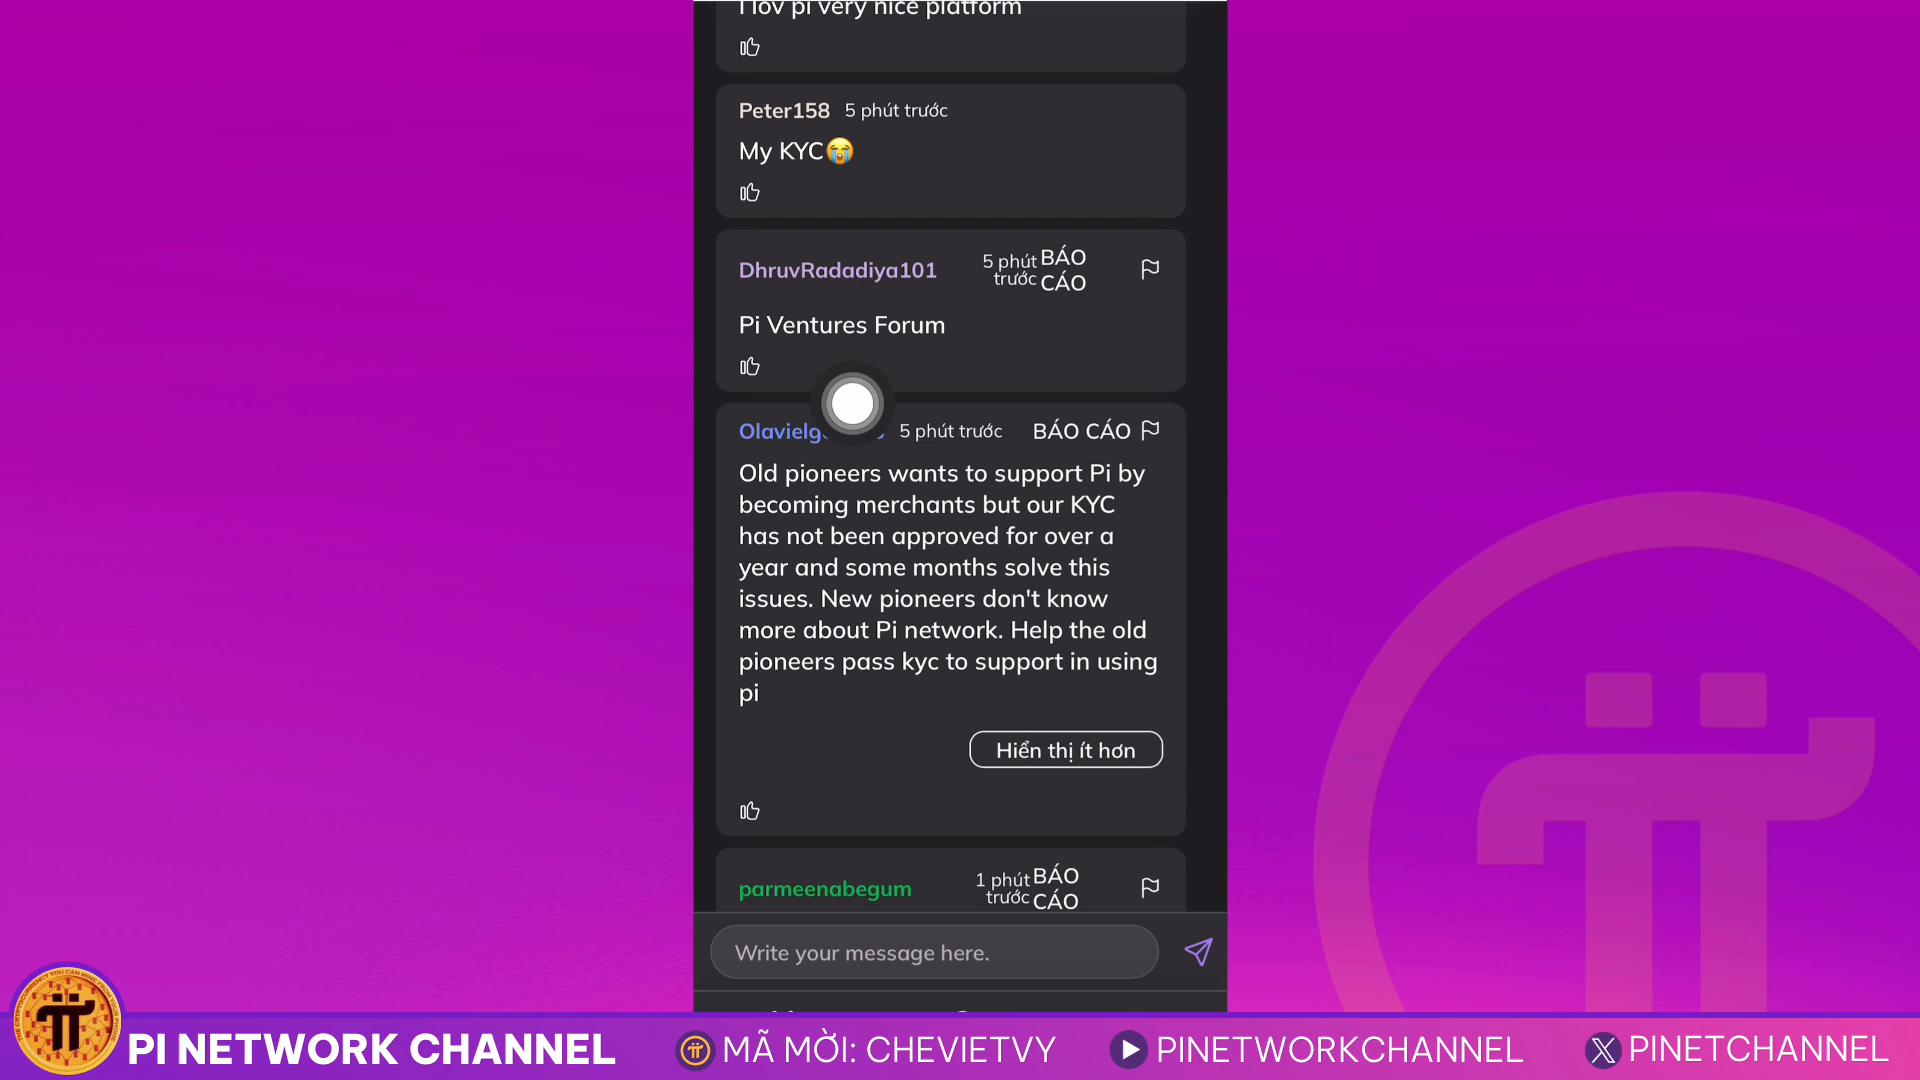 pi very nice platform
Peter158 5 phút trước
My KYC😭
DhruvRadadiya101 5 phút trước BÁO CÁO
Pi Ventures Forum
5 phút trước BÁO CÁO
Old pioneers wants to support Pi by
becoming merchants but our KYC
has not been approved for over a
year and some months solve this
issues. New pioneers don't know
more about Pi network. Help the old
pioneers pass kyc to support in using
pi
Hiển thị ít hơn
parmeenabegum 1 phút trước BÁO CÁO
Write your message here.
PI NETWORK CHANNEL MÃ MỜI: CHEVIETVY PINETWORKCHANNEL PINETCHANNEL